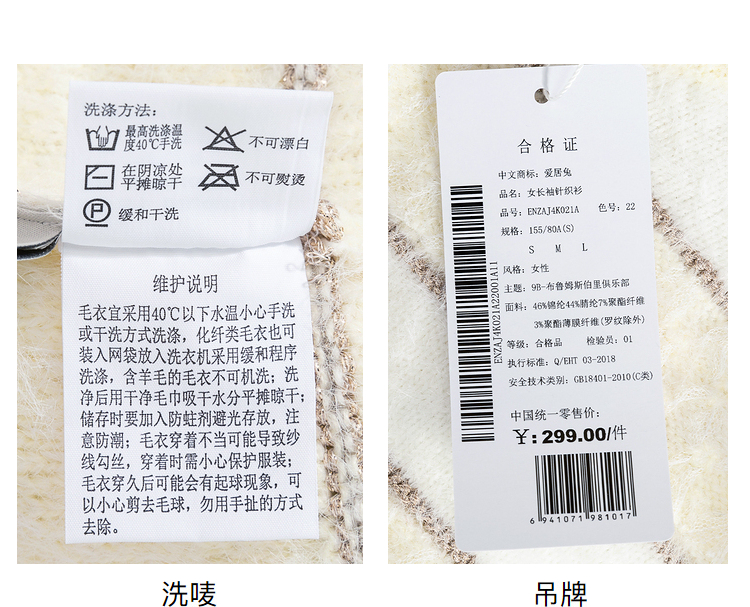 洗涤方法：
最高洗涤温
度40℃手洗
不可漂白
在阴凉处
平摊晾干
不可熨烫
P
缓和干洗
维护说明
毛衣宜采用40℃以下水温小心手洗
或干洗方式洗涤，化纤类毛衣也可
装入网袋放入洗衣机采用缓和程序
洗涤，含羊毛的毛衣不可机洗；洗
净后用干净毛巾吸干水分平摊晾干；
储存时要加入防蛀剂避光存放，注
意防潮；毛衣穿着不当可能导致纱
线勾丝，穿着时需小心保护服装；
毛衣穿久后可能会有起球现象，可
以小心剪去毛球，勿用手扯的方式
去除。
洗唛
合格证
中文商标：爱居兔
品名：女长袖针织衫
品号：ENZAJ4K021A 色号：22
规格：155/80A(S)
S M L
风格：女性
主题：9B-布鲁姆斯伯里俱乐部
面料：46%锦纶44%腈纶7%聚酯纤维
3%聚酯薄膜纤维(罗纹除外)
等级：合格品 检验员：01
执行标准：Q/EHT 03-2018
安全技术类别：GB18401-2010(C类)
ENZAJ4K021A22001A11
中国统一零售价：
¥:299.00/件
6 941071 981017
吊牌